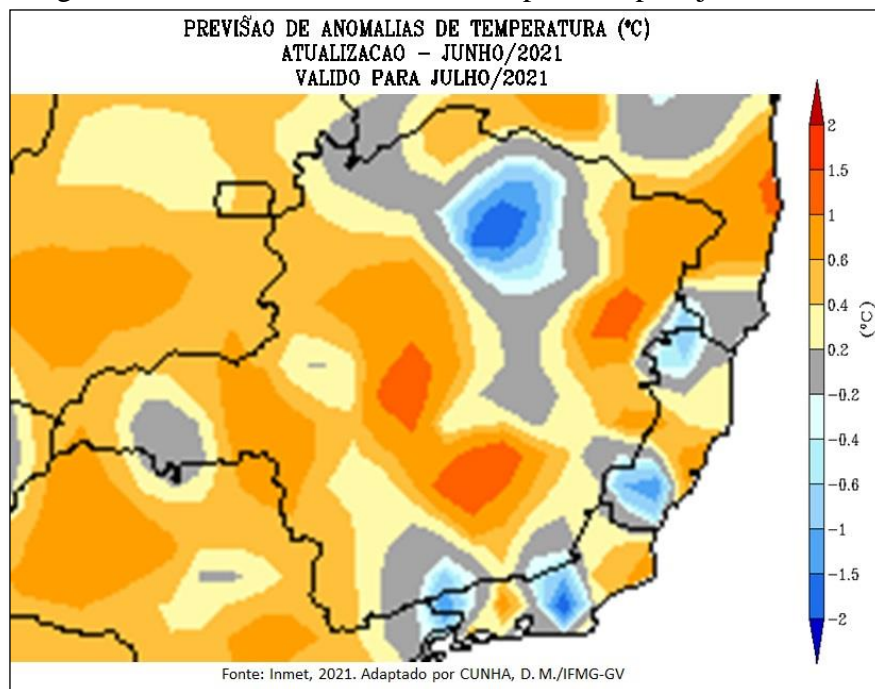 PREVISÃO DE ANOMALIAS DE TEMPERATURA (°C)
ATUALIZACAO - JUNHO/2021
VALIDO PARA JULHO/2021
2
1.5
1
0.6
0.4
0.2
-0.2
-0.4
-0.6
-1
-1.5
-2
(°C)
Fonte: Inmet, 2021. Adaptado por CUNHA, D. M./IFMG-GV